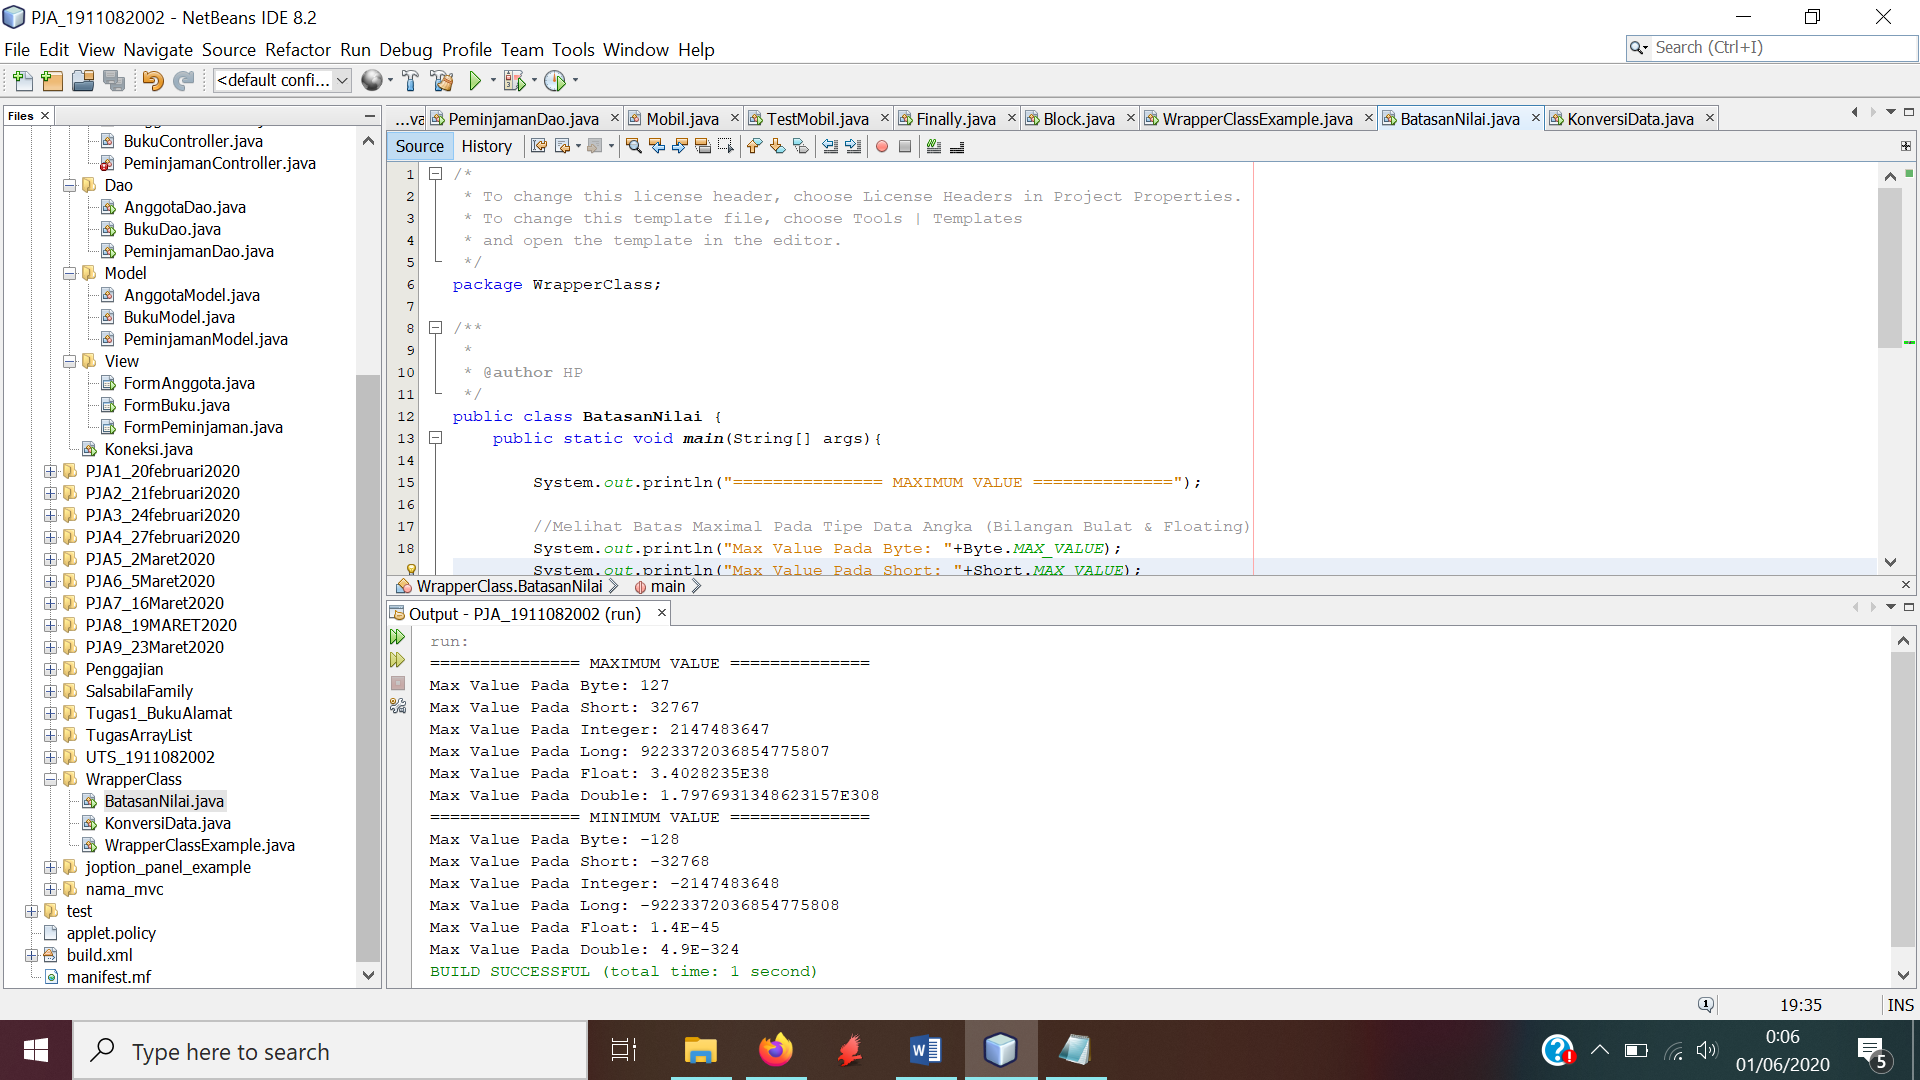 PJA_1911082002 - NetBeans IDE 8.2
File Edit View Navigate Source Refactor Run Debug Profile Team Tools Window Help
Search (Ctrl+I)
<default confi...
Files
BukuController.java
PeminjamanController.java
Dao
AnggotaDao.java
BukuDao.java
PeminjamanDao.java
Model
AnggotaModel.java
BukuModel.java
PeminjamanModel.java
View
FormAnggota.java
FormBuku.java
FormPeminjaman.java
Koneksi.java
PJA1_20februari2020
PJA2_21februari2020
PJA3_24februari2020
PJA4_27februari2020
PJA5_2Maret2020
PJA6_5Maret2020
PJA7_16Maret2020
PJA8_19MARET2020
PJA9_23Maret2020
Penggajian
SalsabilaFamily
Tugas1_BukuAlamat
TugasArrayList
UTS_1911082002
WrapperClass
BatasanNilai.java
KonversiData.java
WrapperClassExample.java
joption_panel_example
nama_mvc
test
applet.policy
build.xml
manifest.mf
...va PeminjamanDao.java Mobil.java TestMobil.java Finally.java Block.java WrapperClassExample.java BatasanNilai.java KonversiData.java
Source History
1 /*
2 * To change this license header, choose License Headers in Project Properties.
3 * To change this template file, choose Tools | Templates
4 * and open the template in the editor.
5 */
6 package WrapperClass;
7
8 /**
9 *
10 * @author HP
11 */
12 public class BatasanNilai {
13 public static void main(String[] args){
14
15 System.out.println("=============== MAXIMUM VALUE ==============");
16
17 //Melihat Batas Maximal Pada Tipe Data Angka (Bilangan Bulat & Floating)
18 System.out.println("Max Value Pada Byte: "+Byte.MAX_VALUE);
System.out.println("Max Value Pada Short: "+Short.MAX_VALUE);
WrapperClass.BatasanNilai main
Output - PJA_1911082002 (run)
run:
=============== MAXIMUM VALUE ==============
Max Value Pada Byte: 127
Max Value Pada Short: 32767
Max Value Pada Integer: 2147483647
Max Value Pada Long: 9223372036854775807
Max Value Pada Float: 3.4028235E38
Max Value Pada Double: 1.7976931348623157E308
=============== MINIMUM VALUE ==============
Max Value Pada Byte: -128
Max Value Pada Short: -32768
Max Value Pada Integer: -2147483648
Max Value Pada Long: -9223372036854775808
Max Value Pada Float: 1.4E-45
Max Value Pada Double: 4.9E-324
BUILD SUCCESSFUL (total time: 1 second)
19:35 INS
Type here to search
0:06
01/06/2020
5